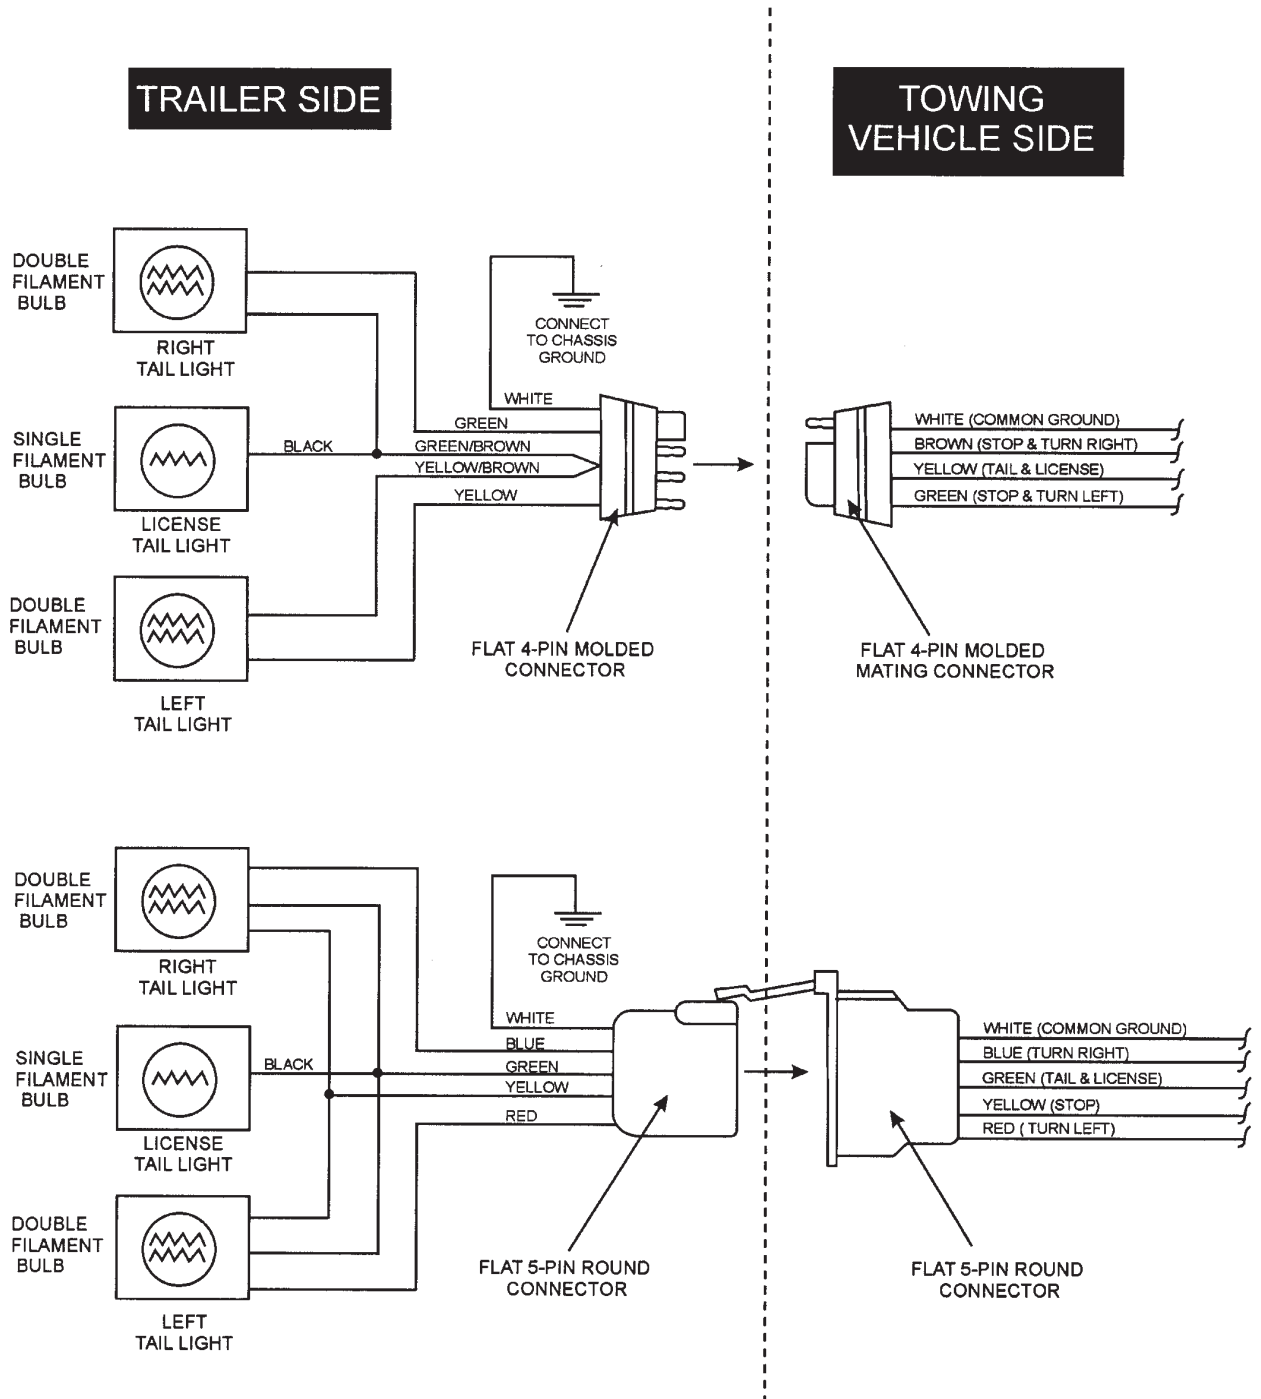 TRAILER SIDE
TOWING
VEHICLE SIDE
DOUBLE
FILAMENT
BULB
RIGHT
TAIL LIGHT
CONNECT
TO CHASSIS
GROUND
SINGLE
FILAMENT
BULB
LICENSE
TAIL LIGHT
BLACK
WHITE
GREEN
GREEN/BROWN
YELLOW/BROWN
YELLOW
WHITE (COMMON GROUND)
BROWN (STOP & TURN RIGHT)
YELLOW (TAIL & LICENSE)
GREEN (STOP & TURN LEFT)
DOUBLE
FILAMENT
BULB
LEFT
TAIL LIGHT
FLAT 4-PIN MOLDED
CONNECTOR
FLAT 4-PIN MOLDED
MATING CONNECTOR
DOUBLE
FILAMENT
BULB
RIGHT
TAIL LIGHT
CONNECT
TO CHASSIS
GROUND
SINGLE
FILAMENT
BULB
LICENSE
TAIL LIGHT
BLACK
WHITE
BLUE
GREEN
YELLOW
RED
WHITE (COMMON GROUND)
BLUE (TURN RIGHT)
GREEN (TAIL & LICENSE)
YELLOW (STOP)
RED ( TURN LEFT)
DOUBLE
FILAMENT
BULB
LEFT
TAIL LIGHT
FLAT 5-PIN ROUND
CONNECTOR
FLAT 5-PIN ROUND
CONNECTOR